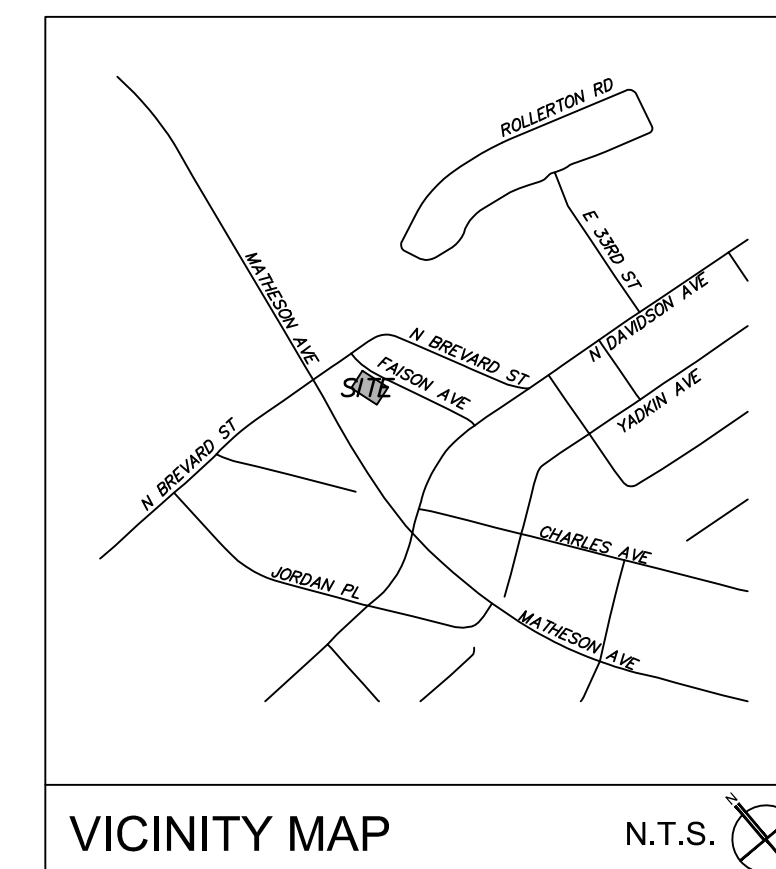 ROLLERTON RD
E 33RD ST
MATHESON AVE
N DAVIDSON AVE
N BREVARD ST
FAISON AVE
SITE
YADKIN AVE
N BREVARD ST
CHARLES AVE
JORDAN PL
MATHESON AVE
VICINITY MAP
N.T.S.
N